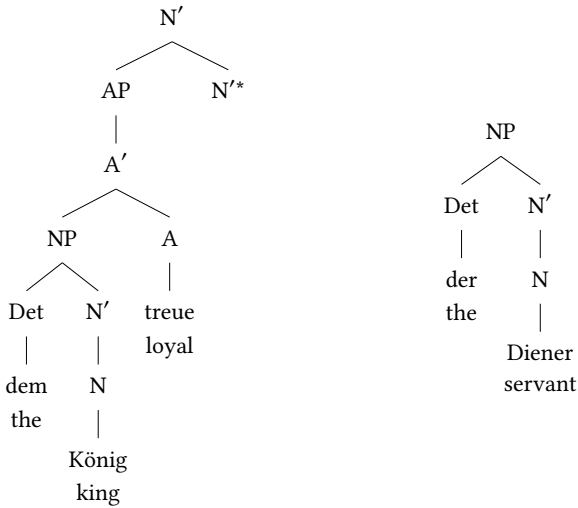 N′
AP N′*
A′
NP A
Det N′ treue
loyal
dem N
the
König
king
NP
Det N′
der N
the
Diener
servant